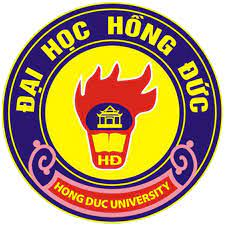 ĐẠI HỌC HỒNG ĐỨC
HĐ
HONG DUC UNIVERSITY